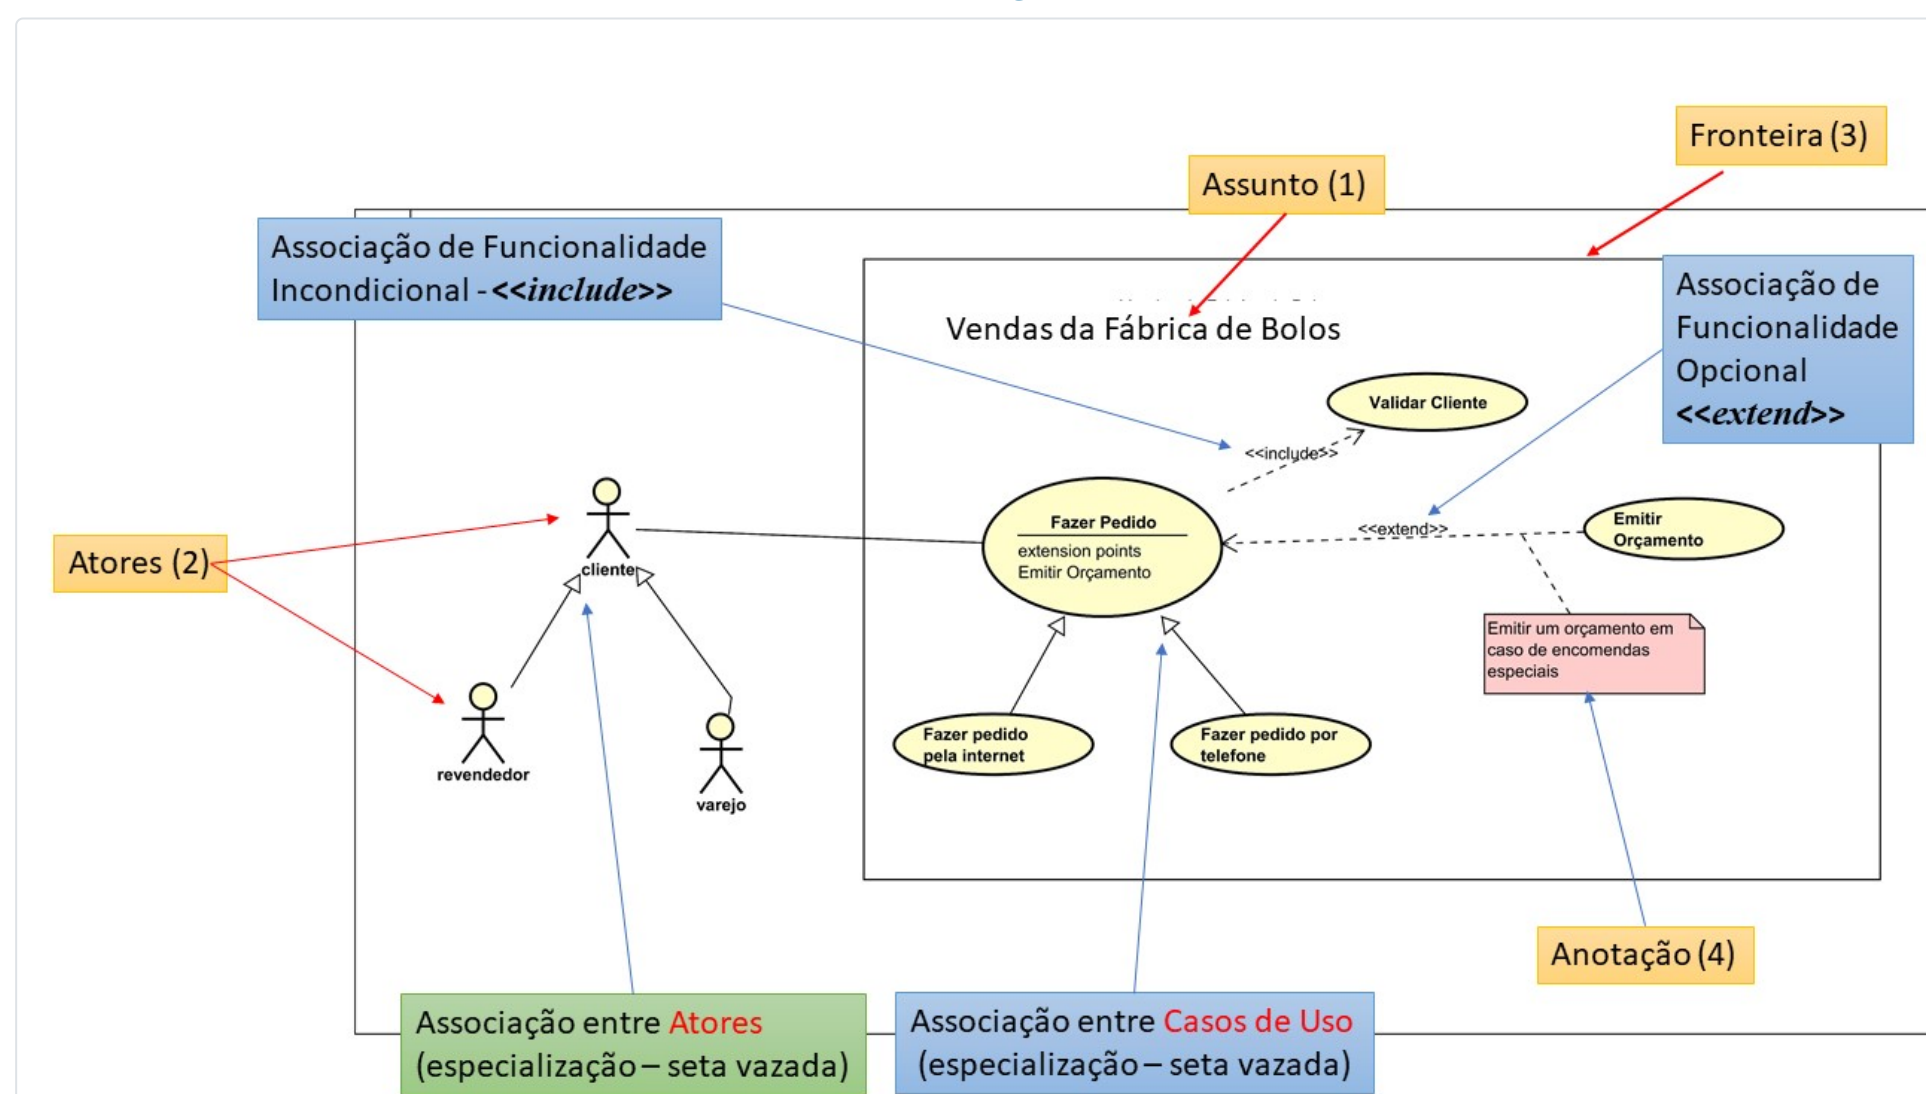 Fronteira (3)
Assunto (1)
Associação de Funcionalidade
Incondicional - <<include>>
Associação de
Funcionalidade
Opcional
<<extend>>
Vendas da Fábrica de Bolos
Validar Cliente
<<include>>
Fazer Pedido
extension points
Emitir Orçamento
<<extend>>
Emitir
Orçamento
Atores (2)
cliente
Emitir um orçamento em
caso de encomendas
especiais
revendedor
varejo
Fazer pedido
pela internet
Fazer pedido por
telefone
Anotação (4)
Associação entre Atores
(especialização – seta vazada)
Associação entre Casos de Uso
(especialização – seta vazada)